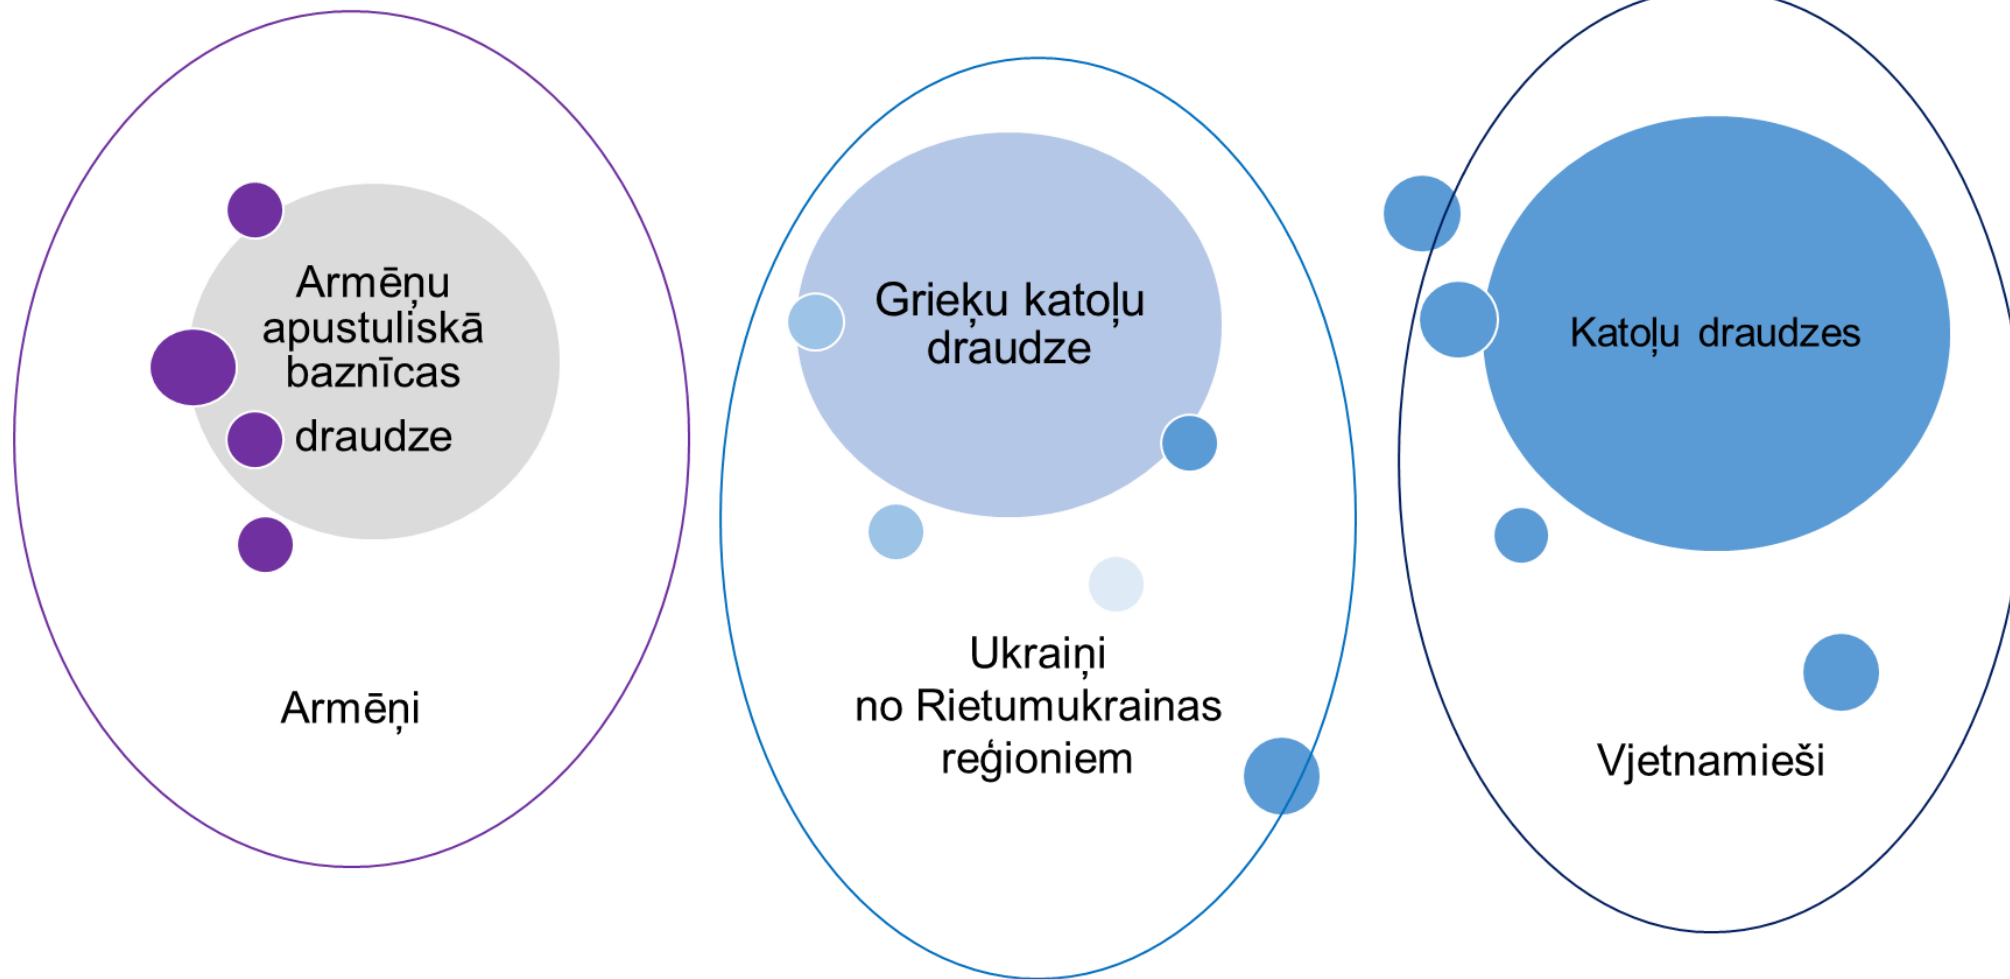 Armēņu
apustuliskā
baznīcas
draudze
Armēņi
Grieķu katoļu
draudze
Ukraiņi
no Rietumukrainas
reģioniem
Katoļu draudzes
Vjetnamieši